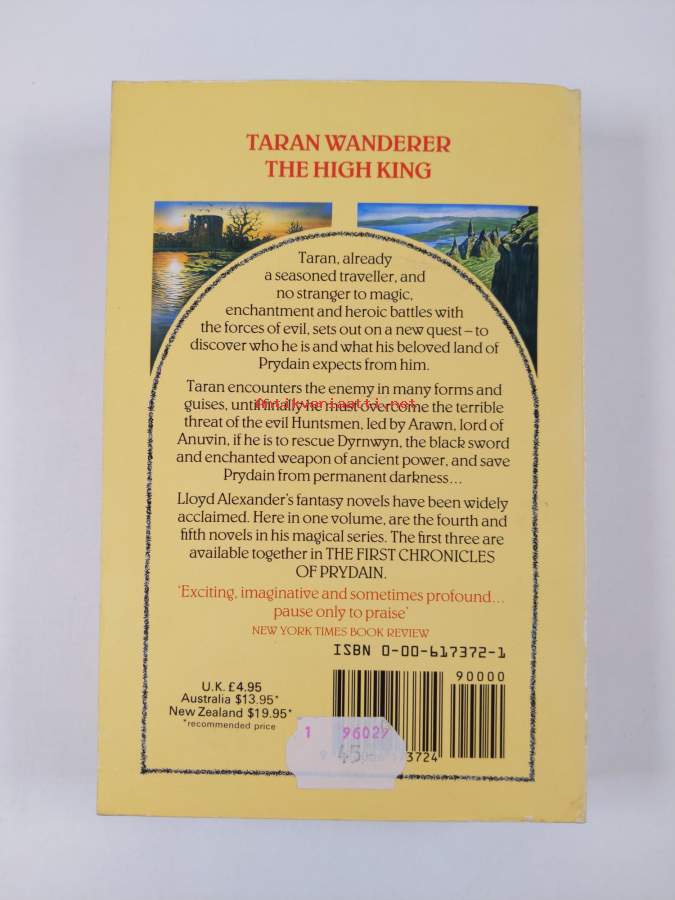 TARAN WANDERER
THE HIGH KING
Taran, already
a seasoned traveller, and
no stranger to magic,
enchantment and heroic battles with
the forces of evil, sets out on a new quest – to
discover who he is and what his beloved land of
Prydain expects from him.
Taran encounters the enemy in many forms and
guises, until finally he must overcome the terrible
antikvariaatti.net
threat of the evil Huntsmen, led by Arawn, lord of
Anuvin, if he is to rescue Dyrnwyn, the black sword
and enchanted weapon of ancient power, and save
Prydain from permanent darkness…
Lloyd Alexander's fantasy novels have been widely
acclaimed. Here in one volume, are the fourth and
fifth novels in his magical series. The first three are
available together in THE FIRST CHRONICLES
OF PRYDAIN.
'Exciting, imaginative and sometimes profound…
pause only to praise'
NEW YORK TIMES BOOK REVIEW
ISBN 0-00-617372-1
90000
U.K. £4.95
Australia $13.95*
New Zealand $19.95*
*recommended price
1 96029
45
9 3724